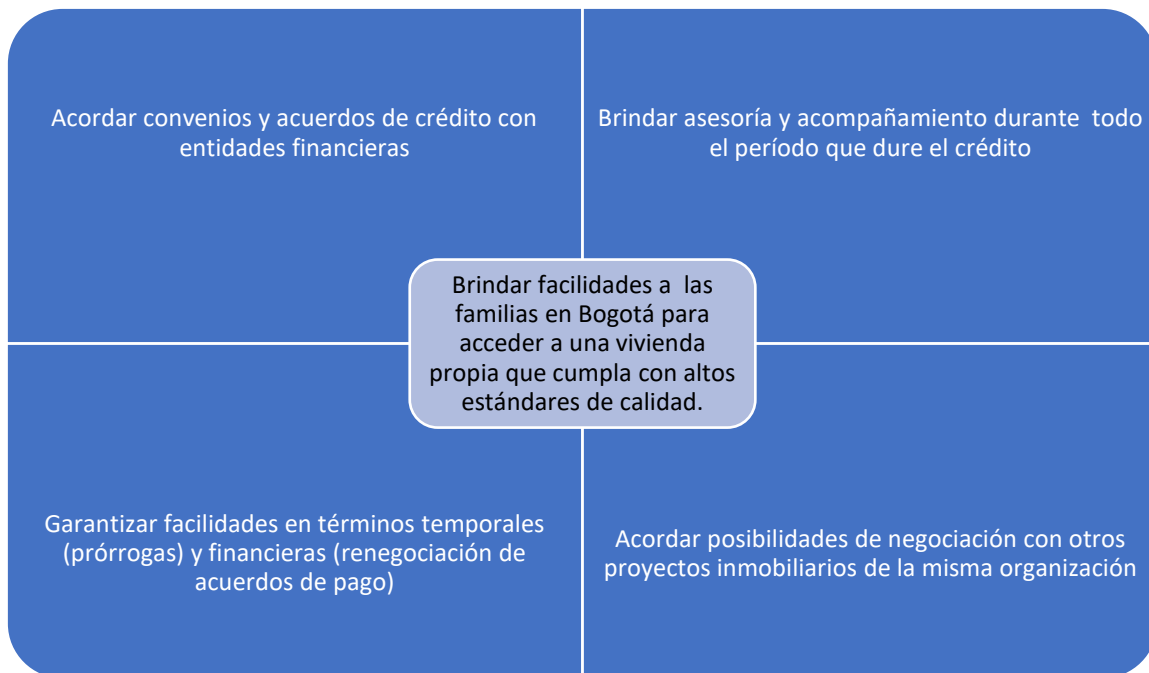 Acordar convenios y acuerdos de crédito con
entidades financieras
Brindar asesoría y acompañamiento durante todo
el período que dure el crédito
Brindar facilidades a las
familias en Bogotá para
acceder a una vivienda
propia que cumpla con altos
estándares de calidad.
Garantizar facilidades en términos temporales
(prórrogas) y financieras (renegociación de
acuerdos de pago)
Acordar posibilidades de negociación con otros
proyectos inmobiliarios de la misma organización